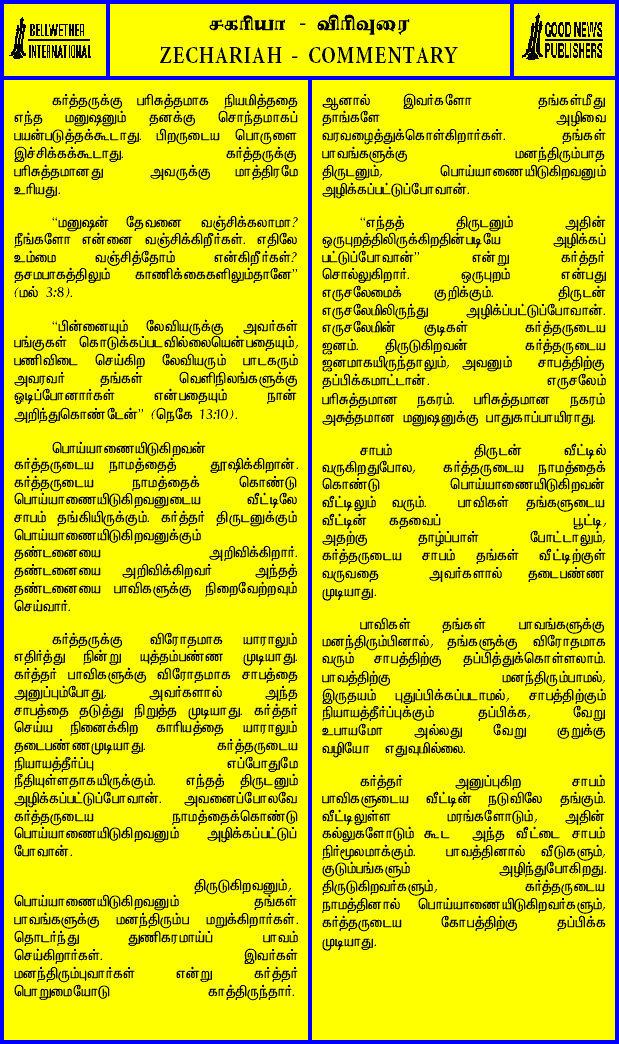 BELLWETHER
INTERNATIONAL
சகரியா - விரிவுரை
ZECHARIAH - COMMENTARY
GOOD NEWS
PUBLISHERS
கர்த்தருக்கு பரிசுத்தமாக நியமித்ததை
எந்த மனுஷனும் தனக்கு சொந்தமாகப்
பயன்படுத்தக்கூடாது. பிறருடைய பொருளை
இச்சிக்கக்கூடாது. கர்த்தருக்கு
பரிசுத்தமானது அவருக்கு மாத்திரமே
உரியது.
“மனுஷன் தேவனை வஞ்சிக்கலாமா?
நீங்களோ என்னை வஞ்சிக்கிறீர்கள். எதிலே
உம்மை வஞ்சித்தோம் என்கிறீர்கள்?
தசமபாகத்திலும் காணிக்கைகளிலும்தானே”
(மல் 3:8).
“பின்னையும் லேவியருக்கு அவர்கள்
பங்குகள் கொடுக்கப்படவில்லையென்பதையும்,
பணிவிடை செய்கிற லேவியரும் பாடகரும்
அவரவர் தங்கள் வெளிநிலங்களுக்கு
ஓடிப்போனார்கள் என்பதையும் நான்
அறிந்துகொண்டேன்” (நெகே 13:10).
பொய்யாணையிடுகிறவன்
கர்த்தருடைய நாமத்தைத் தூஷிக்கிறான்.
கர்த்தருடைய நாமத்தைக் கொண்டு
பொய்யாணையிடுகிறவனுடைய வீட்டிலே
சாபம் தங்கியிருக்கும். கர்த்தர் திருடனுக்கும்
பொய்யாணையிடுகிறவனுக்கும்
தண்டனையை அறிவிக்கிறார்.
தண்டனையை அறிவிக்கிறவர் அந்தத்
தண்டனையை பாவிகளுக்கு நிறைவேற்றவும்
செய்வார்.
கர்த்தருக்கு விரோதமாக யாராலும்
எதிர்த்து நின்று யுத்தம்பண்ண முடியாது.
கர்த்தர் பாவிகளுக்கு விரோதமாக சாபத்தை
அனுப்பும்போது, அவர்களால் அந்த
சாபத்தை தடுத்து நிறுத்த முடியாது. கர்த்தர்
செய்ய நினைக்கிற காரியத்தை யாராலும்
தடைபண்ணமுடியாது. கர்த்தருடைய
நியாயத்தீர்ப்பு எப்போதுமே
நீதியுள்ளதாகயிருக்கும். எந்தத் திருடனும்
அழிக்கப்பட்டுப்போவான். அவனைப்போலவே
கர்த்தருடைய நாமத்தைக்கொண்டு
பொய்யாணையிடுகிறவனும் அழிக்கப்பட்டுப்
போவான்.
திருடுகிறவனும்,
பொய்யாணையிடுகிறவனும் தங்கள்
பாவங்களுக்கு மனந்திரும்ப மறுக்கிறார்கள்.
தொடர்ந்து துணிகரமாய்ப் பாவம்
செய்கிறார்கள். இவர்கள்
மனந்திரும்புவார்கள் என்று கர்த்தர்
பொறுமையோடு காத்திருந்தார்.
ஆனால் இவர்களோ தங்கள்மீது
தாங்களே அழிவை
வரவழைத்துக்கொள்கிறார்கள். தங்கள்
பாவங்களுக்கு மனந்திரும்பாத
திருடனும், பொய்யாணையிடுகிறவனும்
அழிக்கப்பட்டுப்போவான்.
“எந்தத் திருடனும் அதின்
ஒருபுறத்திலிருக்கிறதின்படியே அழிக்கப்
பட்டுப்போவான்” என்று கர்த்தர்
சொல்லுகிறார். ஒருபுறம் என்பது
எருசலேமைக் குறிக்கும். திருடன்
எருசலேமிலிருந்து அழிக்ப்பட்டுப்போவான்.
எருசலேமின் குடிகள் கர்த்தருடைய
ஜனம். திருடுகிறவன் கர்த்தருடைய
ஜனமாகயிருந்தாலும், அவனும் சாபத்திற்கு
தப்பிக்கமாட்டான். எருசலேம்
பரிசுத்தமான நகரம். பரிசுத்தமான நகரம்
அசுத்தமான மனுஷனுக்கு பாதுகாப்பாயிராது.
சாபம் திருடன் வீட்டில்
வருகிறதுபோல, கர்த்தருடைய நாமத்தைக்
கொண்டு பொய்யாணையிடுகிறவன்
வீட்டிலும் வரும். பாவிகள் தங்களுடைய
வீட்டின் கதவைப் பூட்டி,
அதற்கு தாழ்ப்பாள் போட்டாலும்,
கர்த்தருடைய சாபம் தங்கள் வீட்டிற்குள்
வருவதை அவர்களால் தடைபண்ண
முடியாது.
பாவிகள் தங்கள் பாவங்களுக்கு
மனந்திரும்பினால், தங்களுக்கு விரோதமாக
வரும் சாபத்திற்கு தப்பித்துக்கொள்ளலாம்.
பாவத்திற்கு மனந்திரும்பாமல்,
இருதயம் புதுப்பிக்கப்படாமல், சாபத்திற்கும்
நியாயத்தீர்ப்புக்கும் தப்பிக்க, வேறு
உபாயமோ அல்லது வேறு குறுக்கு
வழியோ எதுவுமில்லை.
கர்த்தர் அனுப்புகிற சாபம்
பாவிகளுடைய வீட்டின் நடுவிலே தங்கும்.
வீட்டிலுள்ள மரங்களோடும், அதின்
கல்லுகளோடும் கூட அந்த வீட்டை சாபம்
நிர்மூலமாக்கும். பாவத்தினால் வீடுகளும்,
குடும்பங்களும் அழிந்துபோகிறது.
திருடுகிறவர்களும், கர்த்தருடைய
நாமத்தினால் பொய்யாணையிடுகிறவர்களும்,
கர்த்தருடைய கோபத்திற்கு தப்பிக்க
முடியாது.